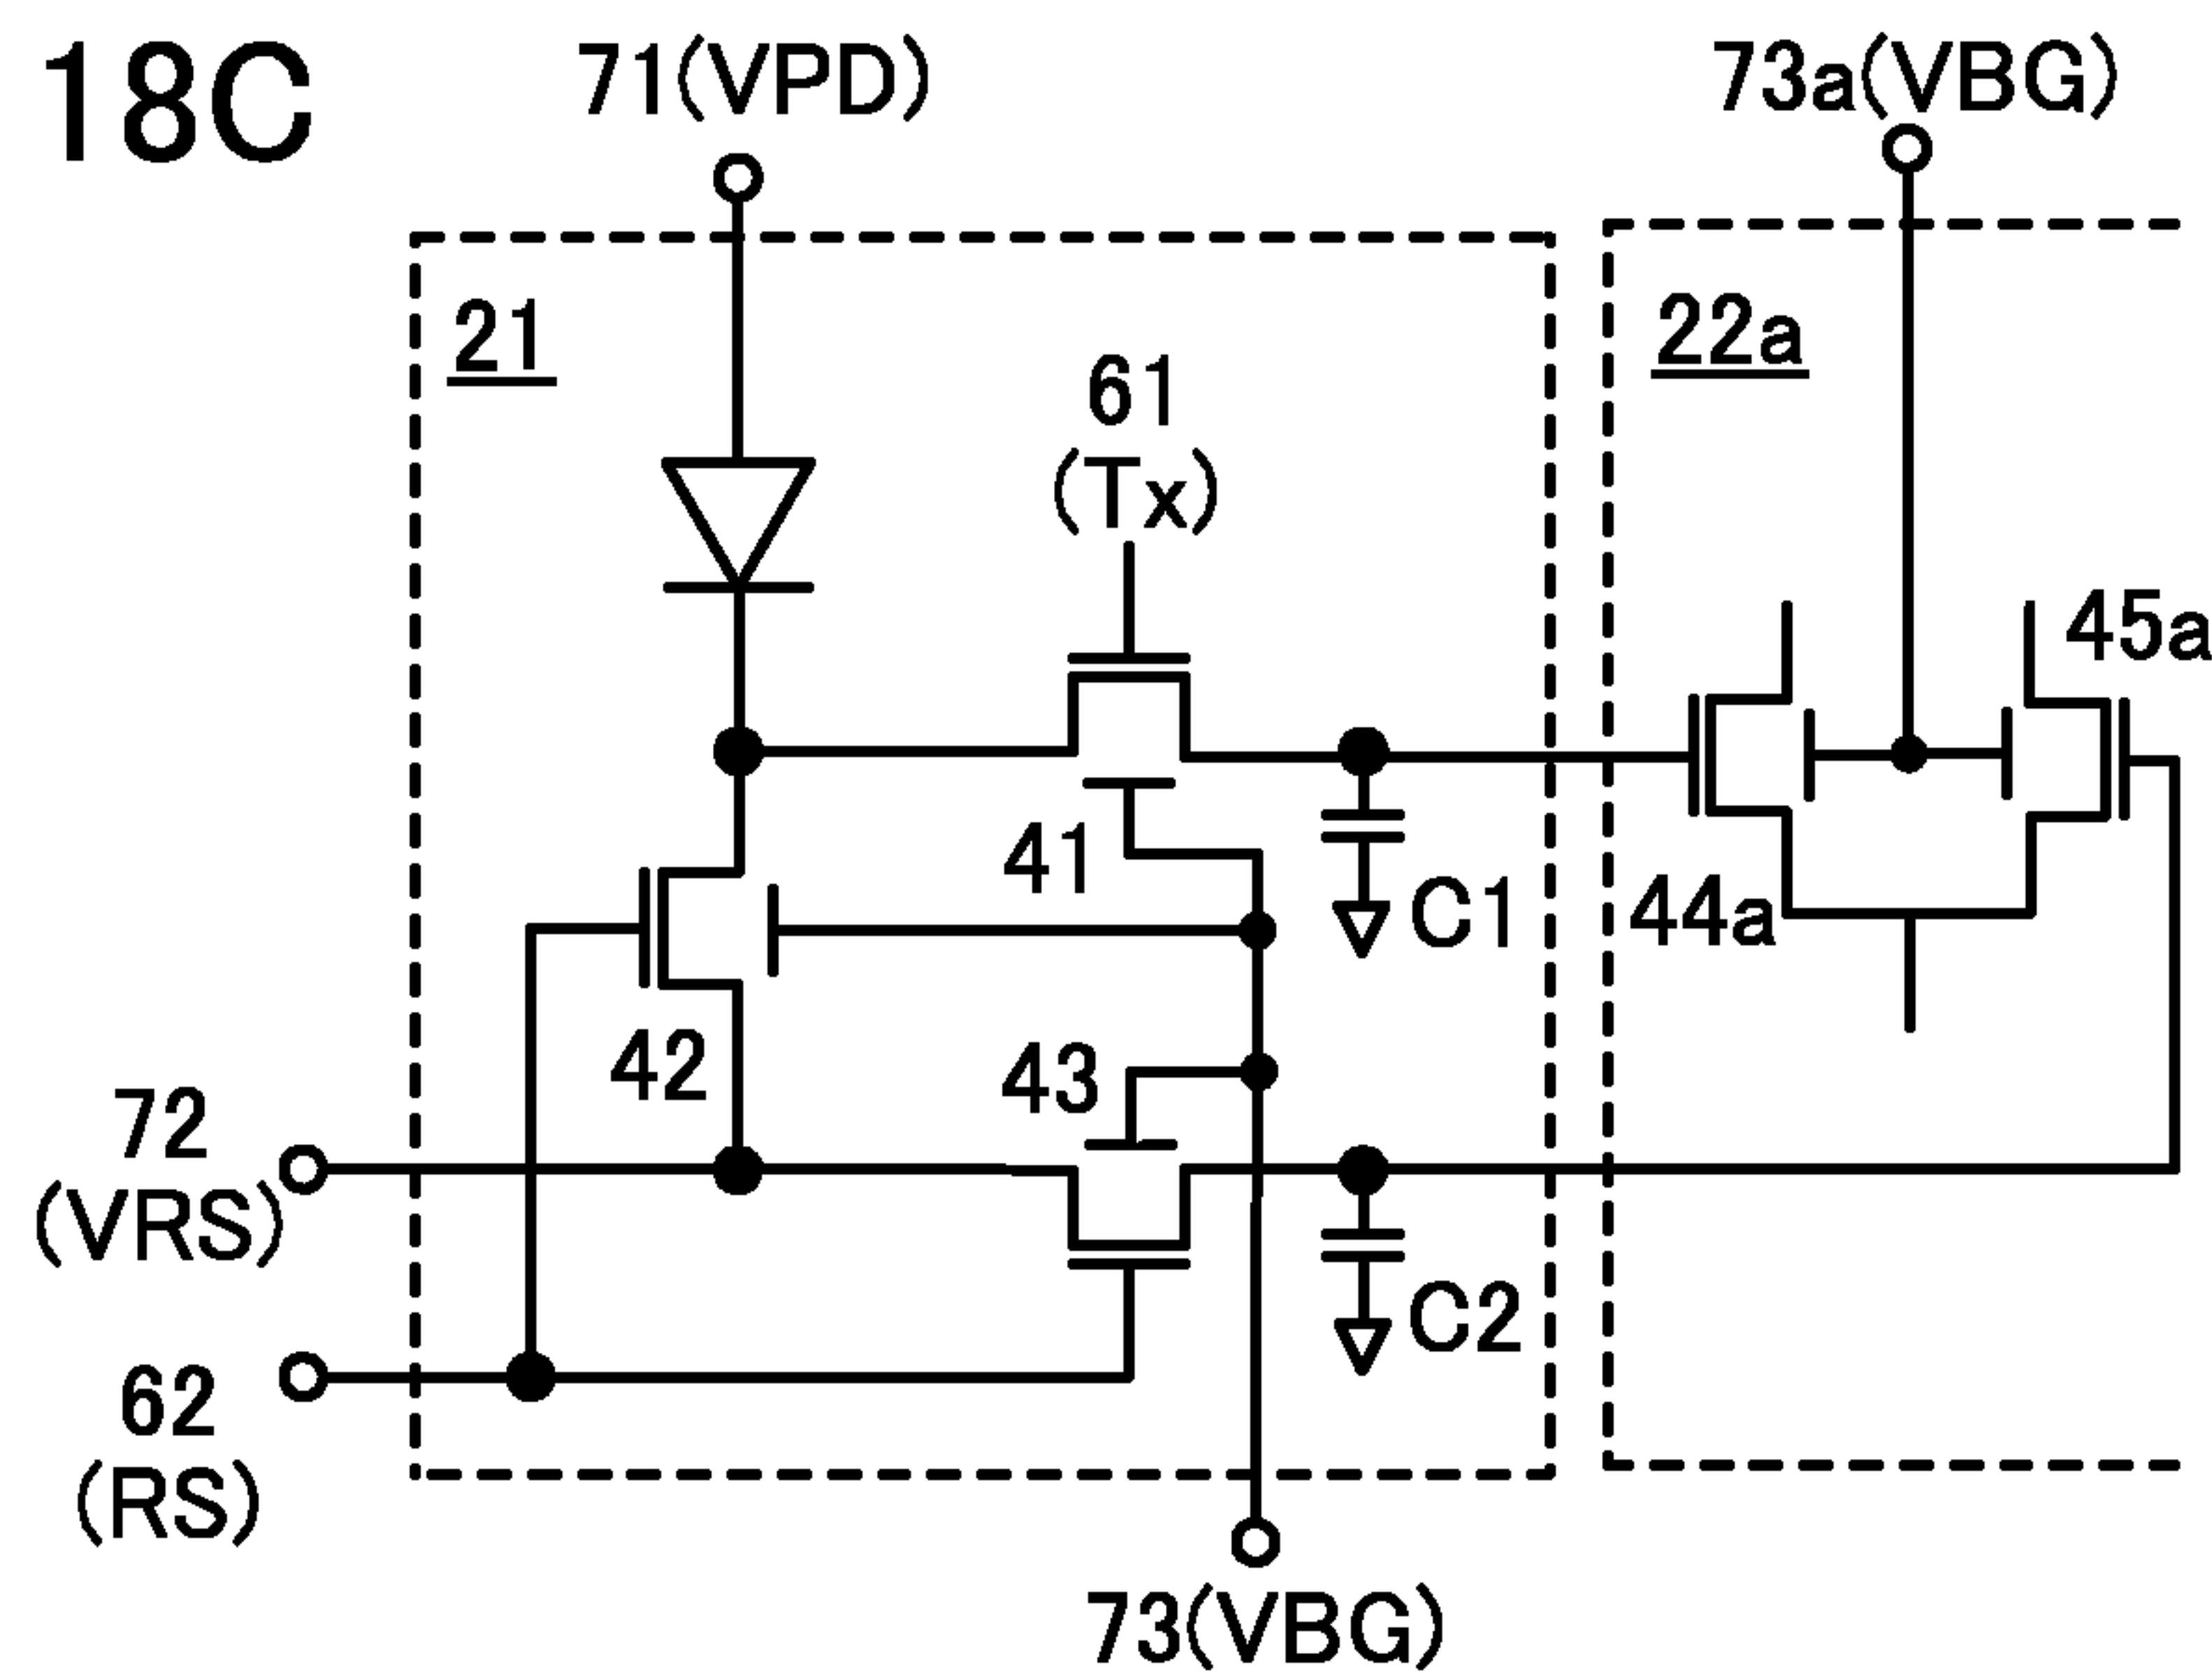 18C
71(VPD)
73a(VBG)
21
22a
61
(Tx)
45a
41
C1
44a
42
43
72
(VRS)
C2
62
(RS)
73(VBG)